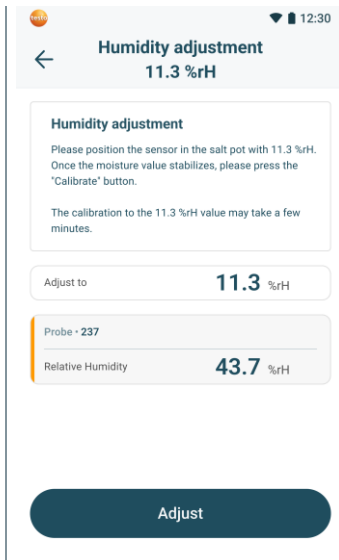 testo
12:30
Humidity adjustment
11.3 %rH
Humidity adjustment
Please position the sensor in the salt pot with 11.3 %rH.
Once the moisture value stabilizes, please press the
"Calibrate" button.
The calibration to the 11.3 %rH value may take a few
minutes.
Adjust to 11.3 %rH
Probe • 237
Relative Humidity 43.7 %rH
Adjust